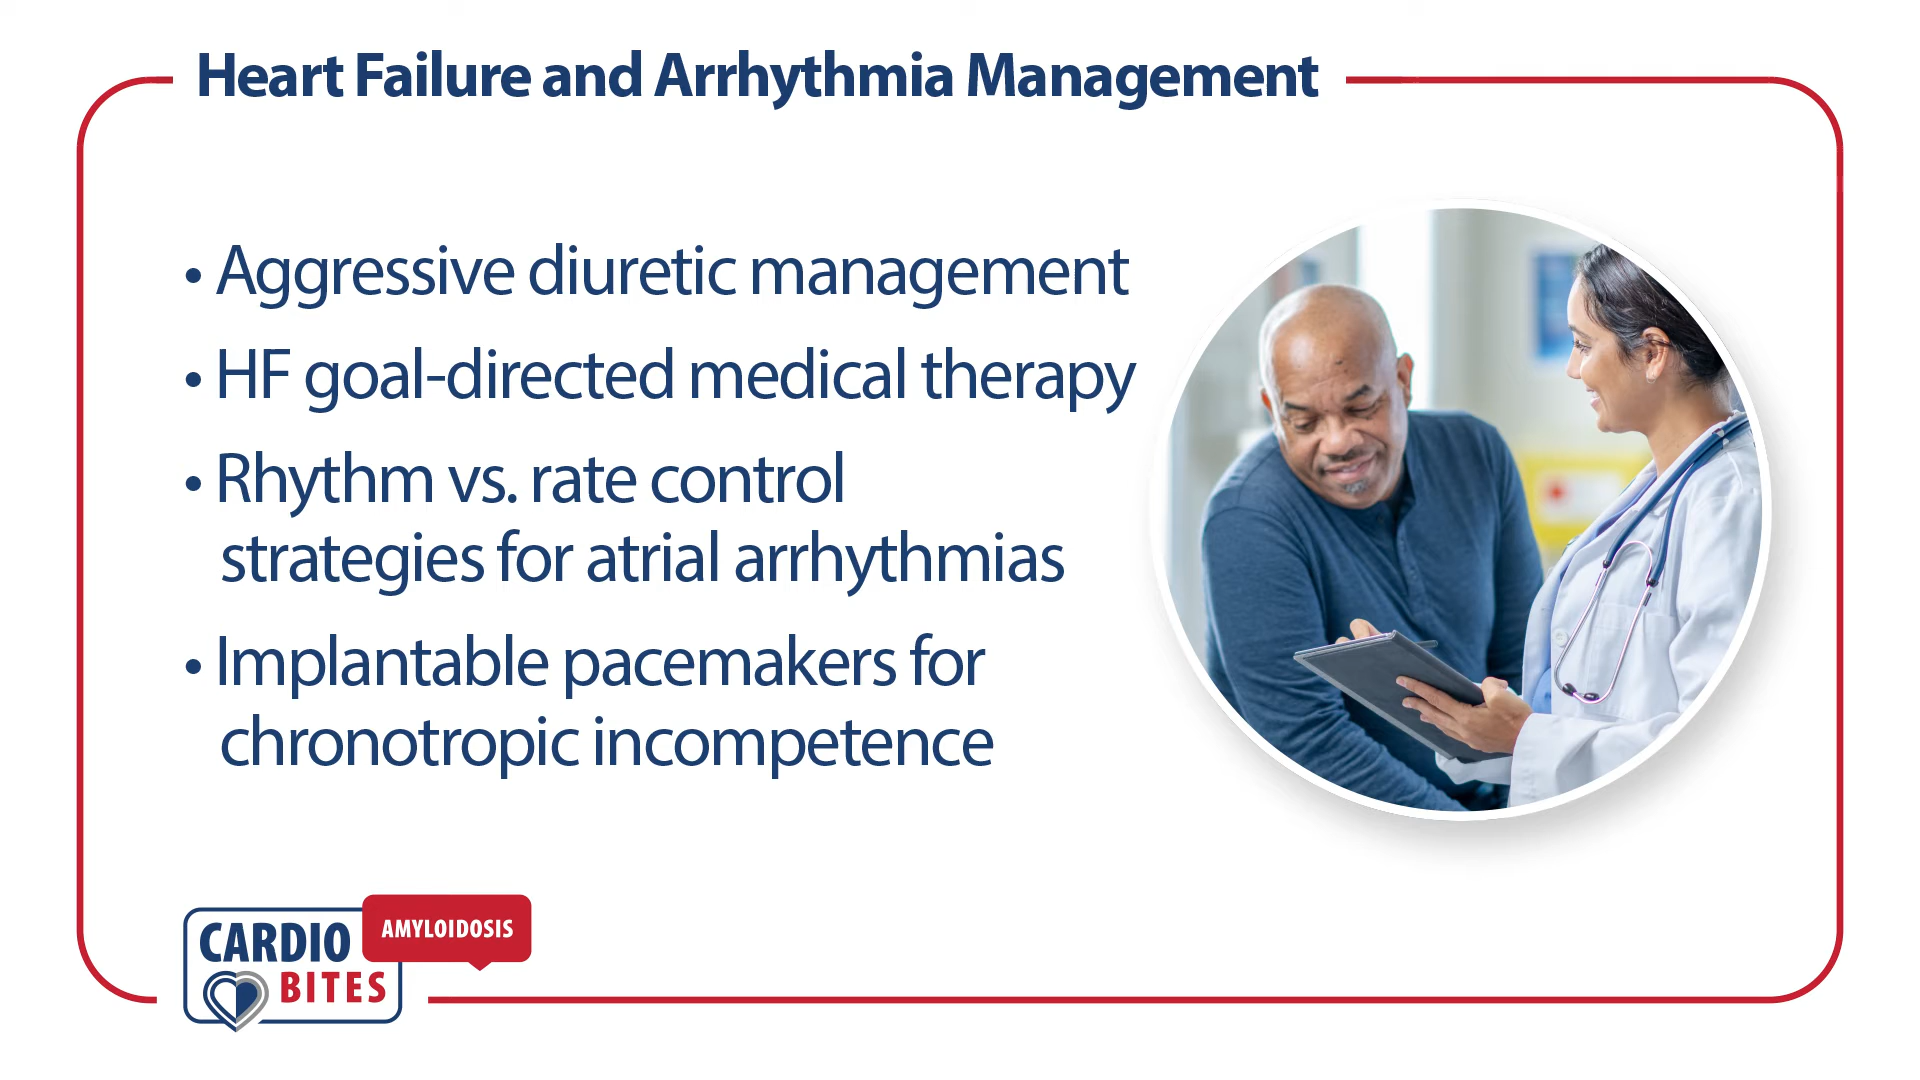 Heart Failure and Arrhythmia Management
• Aggressive diuretic management
• HF goal-directed medical therapy
• Rhythm vs. rate control
strategies for atrial arrhythmias
• Implantable pacemakers for
chronotropic incompetence
CARDIO
AMYLOIDOSIS
BITES